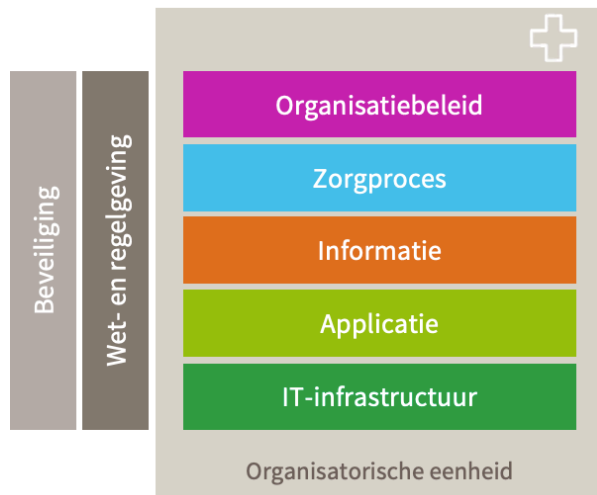 Beveiliging
Wet- en regelgeving
Organisatiebeleid
Zorgproces
Informatie
Applicatie
IT-infrastructuur
Organisatorische eenheid